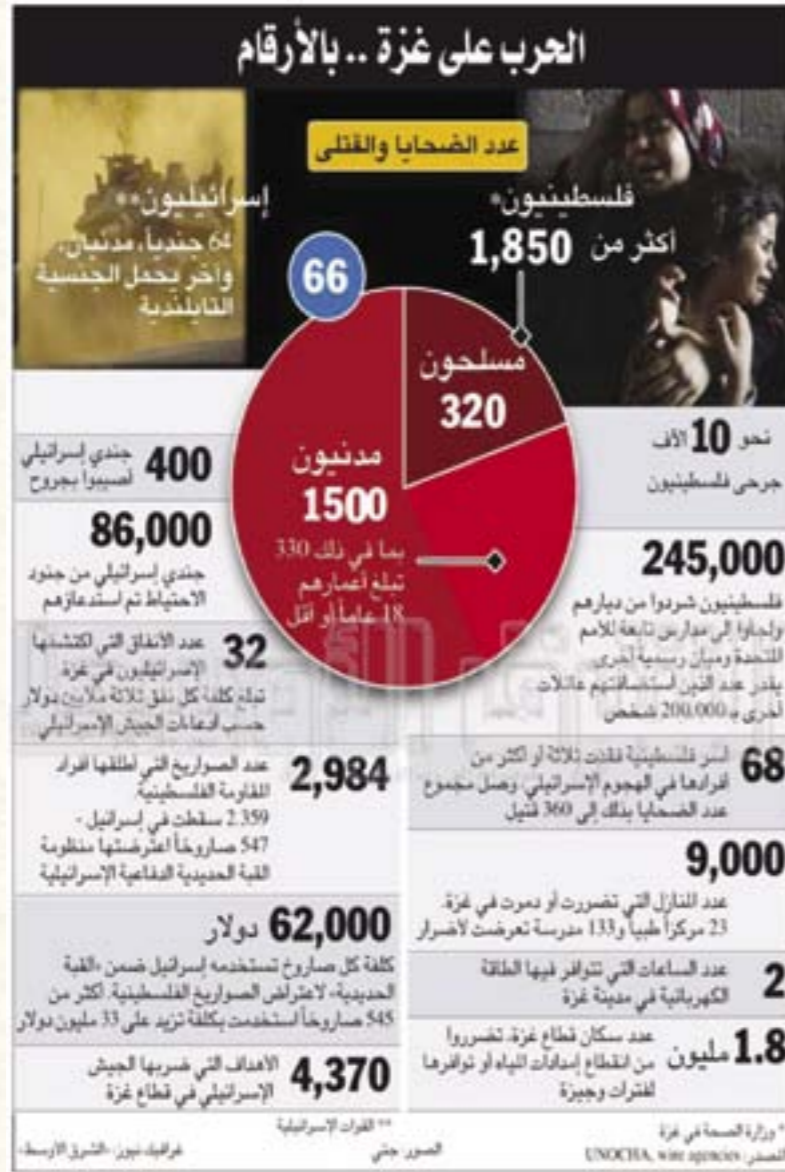 الحرب على غزة .. بالأرقام
عدد الضحايا والقتلى
فلسطينيون*
أكثر من 1,850
إسرائيليون**
64 جندياً، مدنيان،
وآخر يحمل الجنسية
التايلندية
66
مسلحون
320
مدنيون
1500
بما في ذلك 330
تبلغ أعمارهم
18 عاماً أو أقل
نحو 10 آلاف
جرحى فلسطينيون
245,000
فلسطينيون شردوا من ديارهم
ولجأوا إلى مدارس تابعة للأمم
المتحدة ومبان رسمية أخرى.
يقدر عدد الذين استضافتهم عائلات
أخرى بـ 200,000 شخص
68
أسر فلسطينية فقدت ثلاثة أو أكثر من
أفرادها في الهجوم الإسرائيلي. وصل مجموع
عدد الضحايا بذلك إلى 360 قتيل
9,000
عدد المنازل التي تضررت أو دمرت في غزة.
23 مركزاً طبياً و133 مدرسة تعرضت لأضرار
2
عدد الساعات التي تتوافر فيها الطاقة
الكهربائية في مدينة غزة
1.8 مليون
عدد سكان قطاع غزة. تضرروا
من انقطاع إمدادات المياه أو توافرها
لفترات وجيزة
400
جندي إسرائيلي
أصيبوا بجروح
86,000
جندي إسرائيلي من جنود
الاحتياط تم استدعاؤهم
32
عدد الأنفاق التي اكتشفها
الإسرائيليون في غزة.
تبلغ كلفة كل نفق ثلاثة ملايين دولار
حسب ادعاءات الجيش الإسرائيلي
2,984
عدد الصواريخ التي أطلقها أفراد
المقاومة الفلسطينية
2.359 سقطت في إسرائيل -
547 صاروخاً اعترضتها منظومة
القبة الحديدية الدفاعية الإسرائيلية
62,000 دولار
كلفة كل صاروخ تستخدمه إسرائيل ضمن «القبة
الحديدية» لاعتراض الصواريخ الفلسطينية. أكثر من
545 صاروخاً استخدمت بكلفة تزيد على 33 مليون دولار
4,370
الأهداف التي ضربها الجيش
الإسرائيلي في قطاع غزة
* وزارة الصحة في غزة
** القوات الإسرائيلية
المصدر: UNOCHA, wire agencies
الصور: جتي
غرافيك نيوز، «الشرق الأوسط»